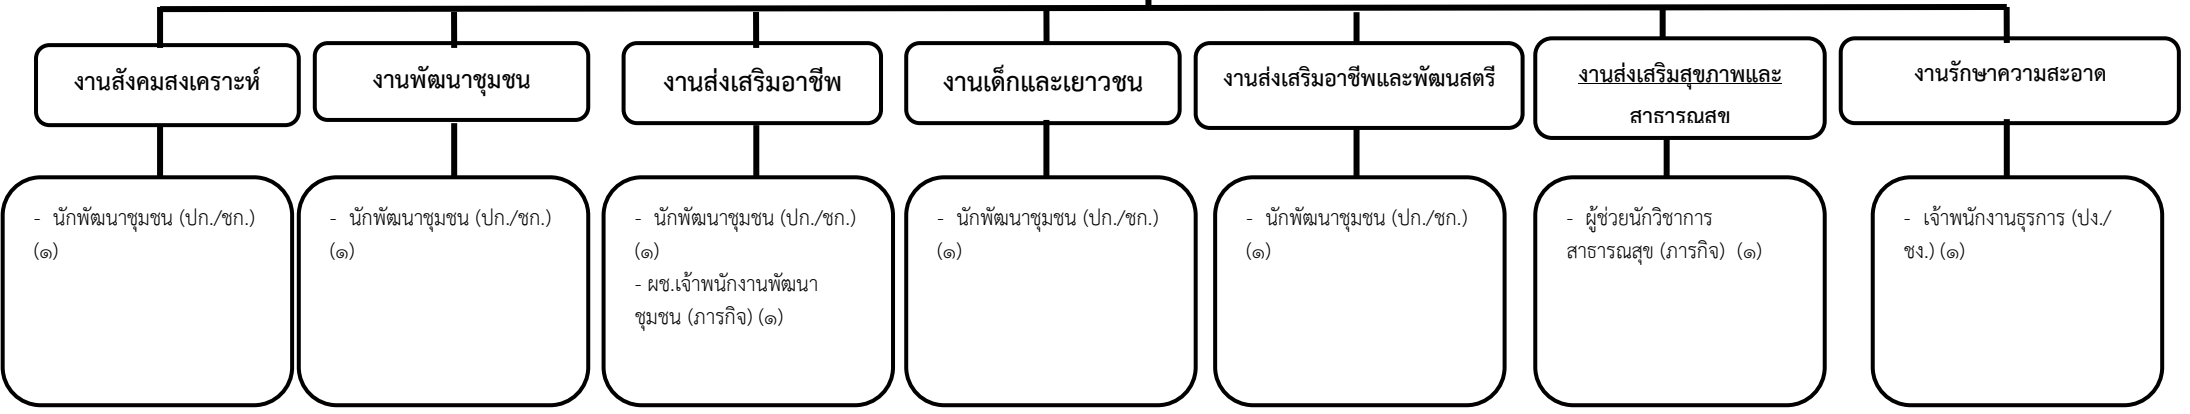 งานสังคมสงเคราะห์
งานพัฒนาชุมชน
งานส่งเสริมอาชีพ
งานเด็กและเยาวชน
งานส่งเสริมอาชีพและพัฒนสตรี
งานส่งเสริมสุขภาพและ
สาธารณสุข
งานรักษาความสะอาด
- นักพัฒนาชุมชน (ปก./ชก.)
(๑)
- นักพัฒนาชุมชน (ปก./ชก.)
(๑)
- นักพัฒนาชุมชน (ปก./ชก.)
(๑)
- ผช.เจ้าพนักงานพัฒนา
ชุมชน (ภารกิจ) (๑)
- นักพัฒนาชุมชน (ปก./ชก.)
(๑)
- นักพัฒนาชุมชน (ปก./ชก.)
(๑)
- ผู้ช่วยนักวิชาการ
สาธารณสุข (ภารกิจ) (๑)
- เจ้าพนักงานธุรการ (ปง./
ชง.) (๑)